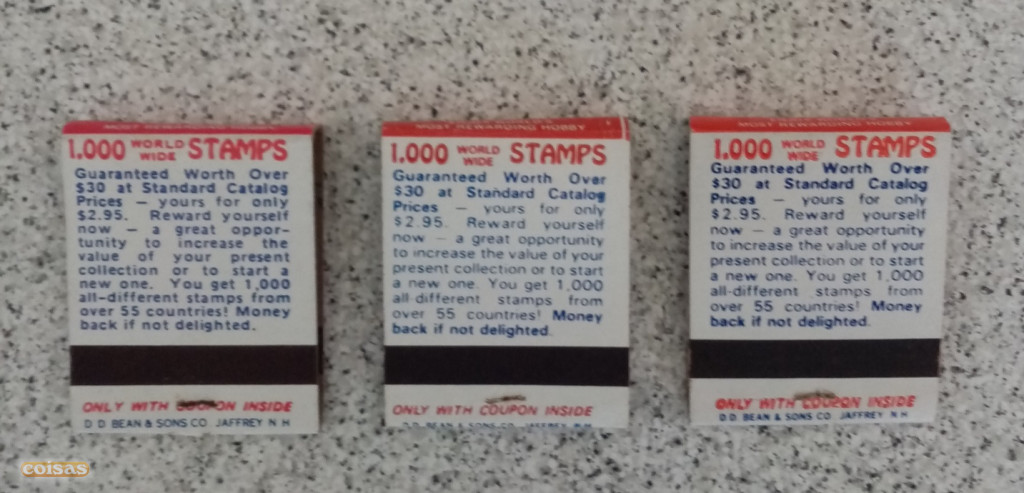 MOST REWARDING HOBBY
1.000 WORLD WIDE STAMPS
Guaranteed Worth Over
$30 at Standard Catalog
Prices — yours for only
$2.95. Reward yourself
now — a great oppor-
tunity to increase the
value of your present
collection or to start a
new one. You get 1,000
all-different stamps from
over 55 countries! Money
back if not delighted.
ONLY WITH COUPON INSIDE
D D BEAN & SONS CO JAFFREY N H
MOST REWARDING HOBBY
1.000 WORLD WIDE STAMPS
Guaranteed Worth Over
$30 at Standard Catalog
Prices — yours for only
$2.95. Reward yourself
now — a great opportunity
to increase the value of your
present collection or to start
a new one. You get 1,000
all-different stamps from
over 55 countries! Money
back if not delighted.
ONLY WITH COUPON INSIDE
D D BEAN & SONS CO JAFFREY N H
MOST REWARDING HOBBY
1.000 WORLD WIDE STAMPS
Guaranteed Worth Over
$30 at Standard Catalog
Prices — yours for only
$2.95. Reward yourself
now — a great opportunity
to increase the value of your
present collection or to start
a new one. You get 1,000
all-different stamps from
over 55 countries! Money
back if not delighted.
ONLY WITH COUPON INSIDE
D D BEAN & SONS CO JAFFREY N H
coisas